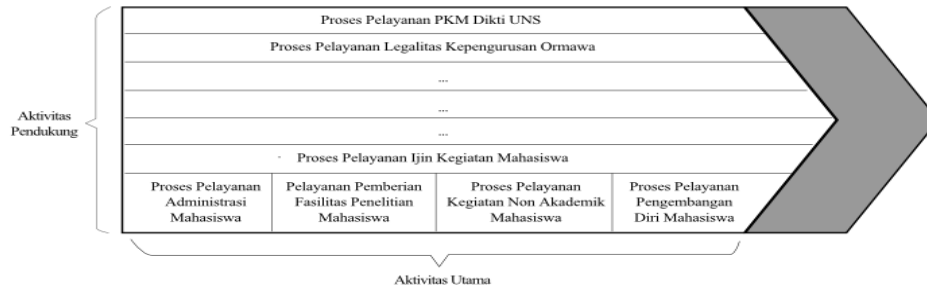 Proses Pelayanan PKM Dikti UNS
Proses Pelayanan Legalitas Kepengurusan Ormawa
...
...
...
Proses Pelayanan Ijin Kegiatan Mahasiswa
Aktivitas
Pendukung
Proses Pelayanan
Administrasi
Mahasiswa
Pelayanan Pemberian
Fasilitas Penelitian
Mahasiswa
Proses Pelayanan
Kegiatan Non Akademik
Mahasiswa
Proses Pelayanan
Pengembangan
Diri Mahasiswa
Aktivitas Utama